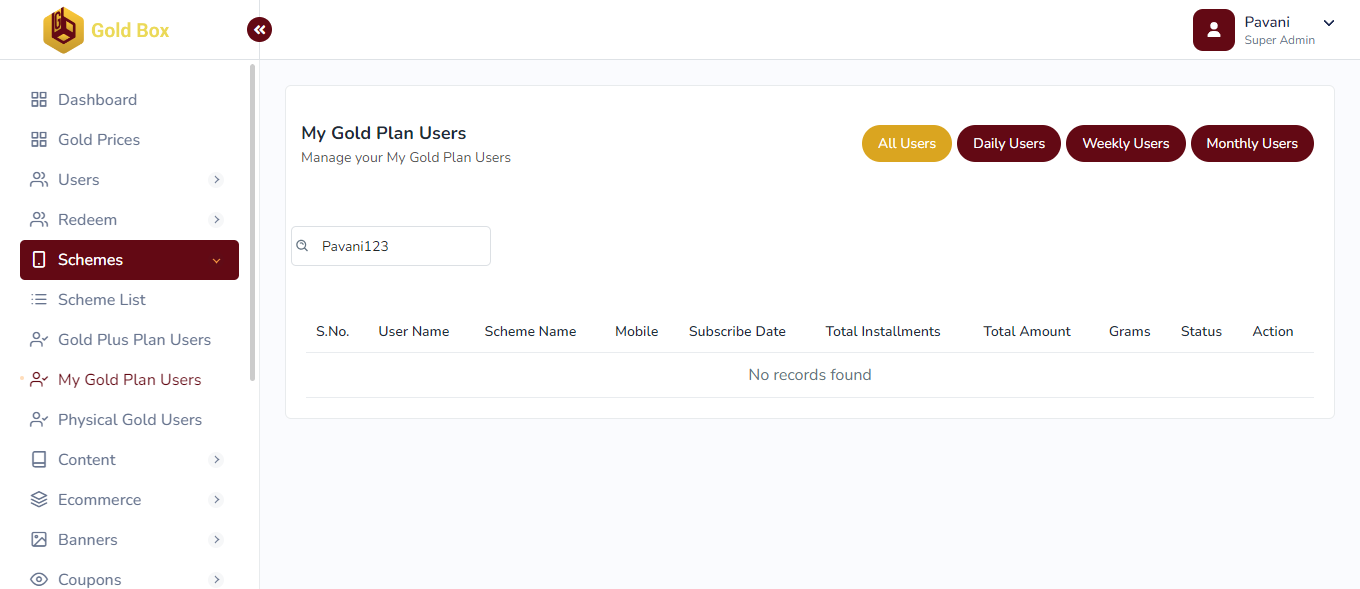 Gold Box
Pavani
Super Admin
Dashboard
Gold Prices
Users
Redeem
Schemes
Scheme List
Gold Plus Plan Users
My Gold Plan Users
Physical Gold Users
Content
Ecommerce
Banners
Coupons
My Gold Plan Users
Manage your My Gold Plan Users
All Users Daily Users Weekly Users Monthly Users
Pavani123
S.No. User Name Scheme Name Mobile Subscribe Date Total Installments Total Amount Grams Status Action
No records found